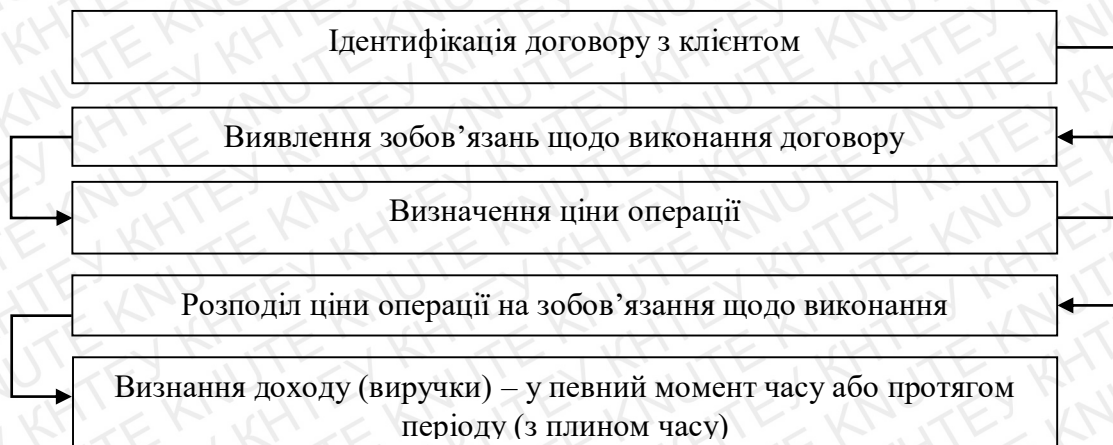 Ідентифікація договору з клієнтом
Виявлення зобов’язань щодо виконання договору
Визначення ціни операції
Розподіл ціни операції на зобов’язання щодо виконання
Визнання доходу (виручки) – у певний момент часу або протягом
періоду (з плином часу)